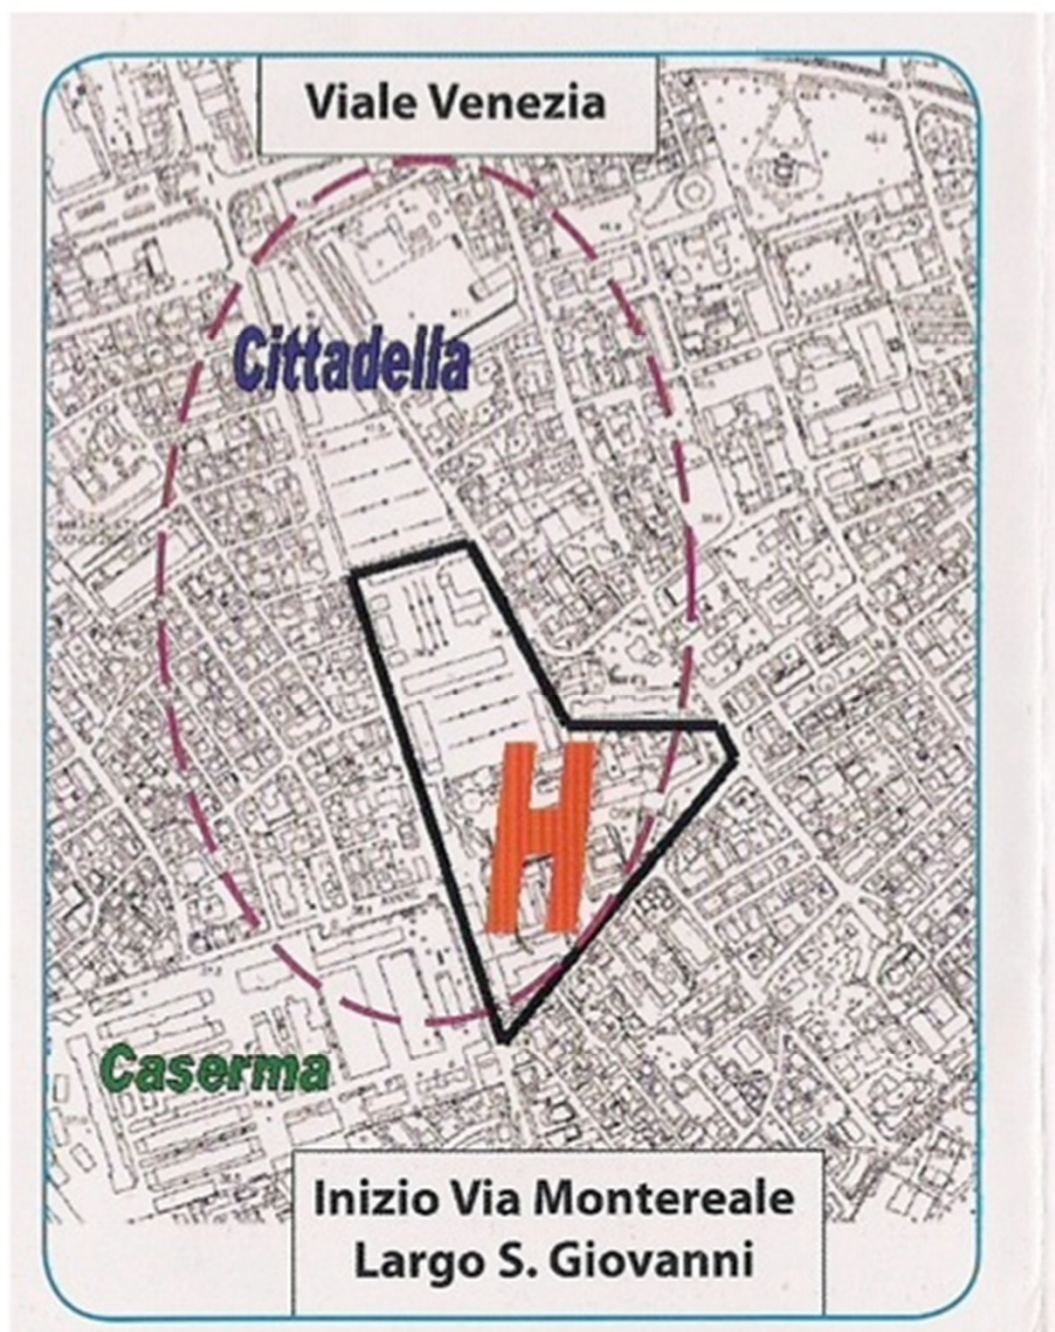 Viale Venezia
Cittadella
H
Caserma
Inizio Via Montereale
Largo S. Giovanni